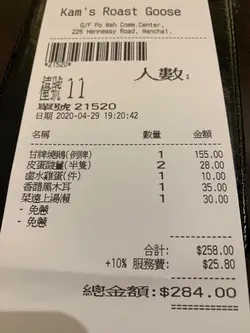 Kam's Roast Goose
G/F Po Wah Comm.Center,
226 Hennessy Road, Wanchai.
*21520*
人數 2
檯號 11
單號 21520
日期 2020-04-29 19:20:42
名稱 數量 金額
甘牌燒鵝(例牌) 1 155.00
皮蛋酸薑(半隻) 2 28.00
鹵水雞蛋(件) 1 10.00
香醋黑木耳 1 35.00
菜遠上湯瀨 1 30.00
- 免蔥
- 免蔥
合計: $258.00
+10% 服務費: $25.80
總金額: $284.00